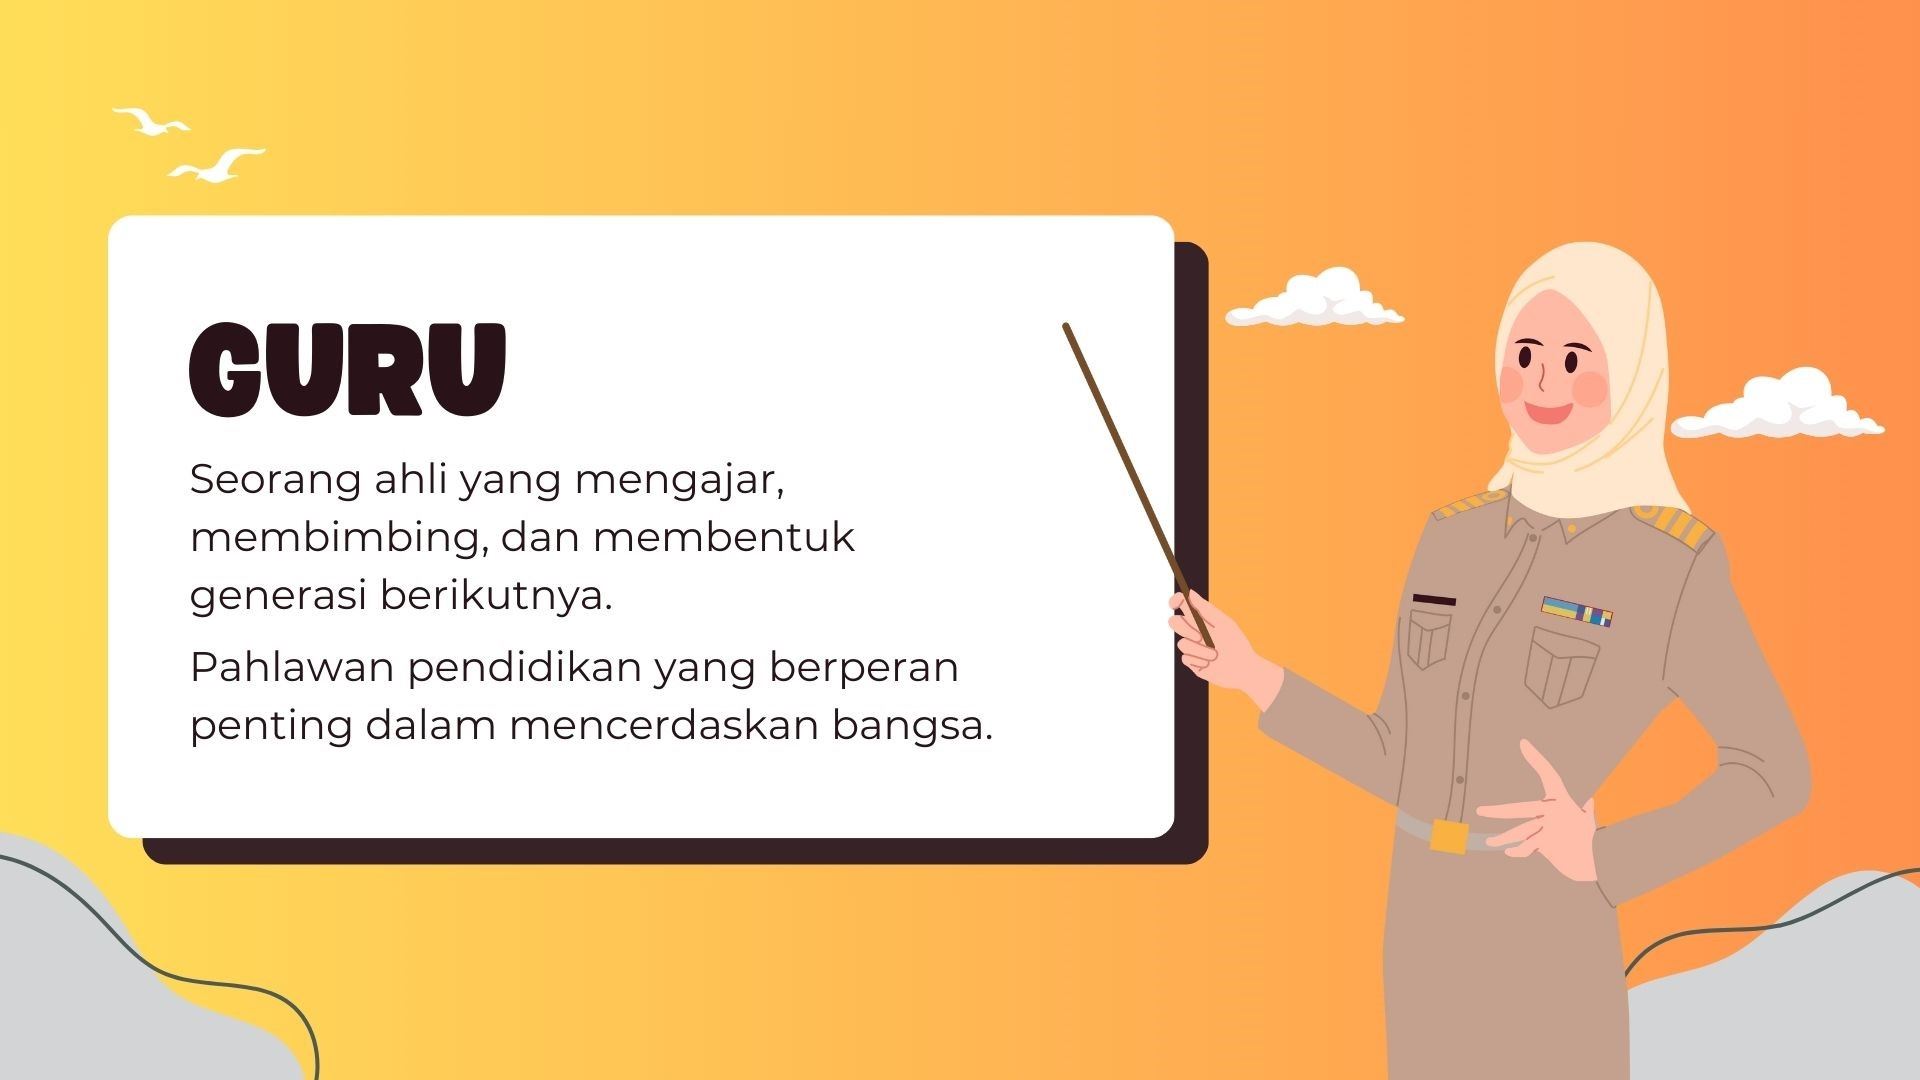 GURU
Seorang ahli yang mengajar,
membimbing, dan membentuk
generasi berikutnya.
Pahlawan pendidikan yang berperan
penting dalam mencerdaskan bangsa.